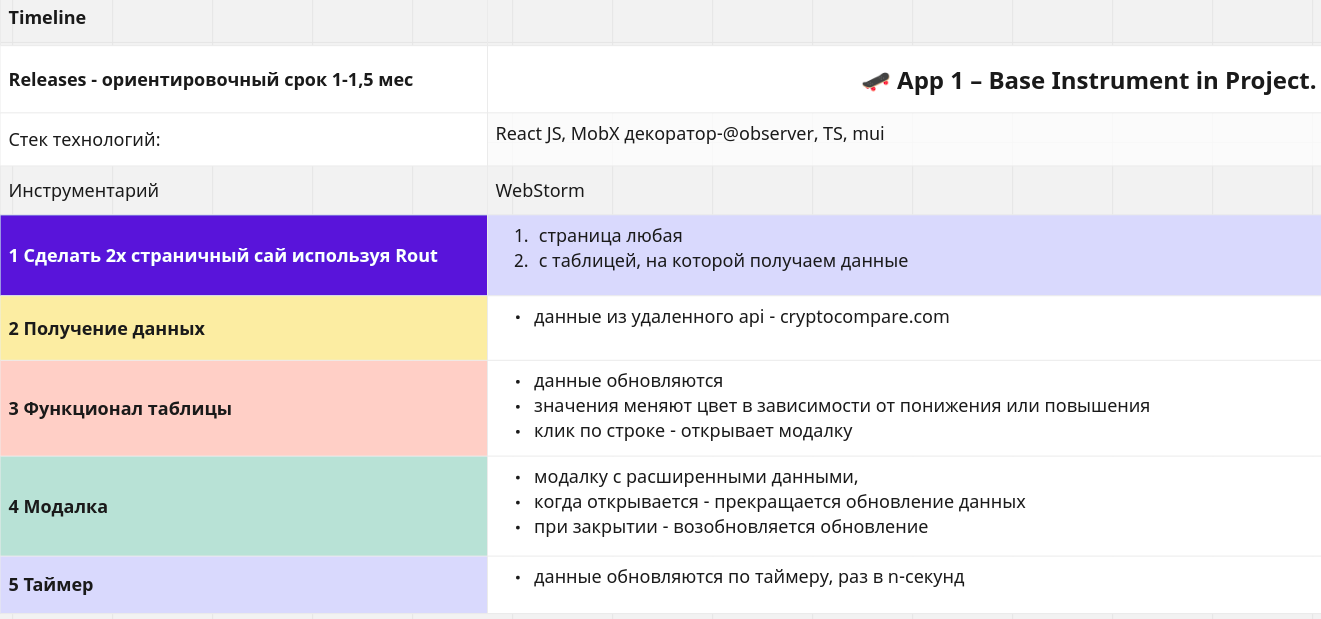 Timeline
Releases - ориентировочный срок 1-1,5 мес
🛹 App 1 – Base Instrument in Project.
Стек технологий:
React JS, MobX декоратор-@observer, TS, mui
Инструментарий
WebStorm
1 Сделать 2х страничный сай используя Rout
1. страница любая
2. с таблицей, на которой получаем данные
2 Получение данных
• данные из удаленного api - cryptocompare.com
3 Функционал таблицы
• данные обновляются
• значения меняют цвет в зависимости от понижения или повышения
• клик по строке - открывает модалку
4 Модалка
• модалку с расширенными данными,
• когда открывается - прекращается обновление данных
• при закрытии - возобновляется обновление
5 Таймер
• данные обновляются по таймеру, раз в n-секунд